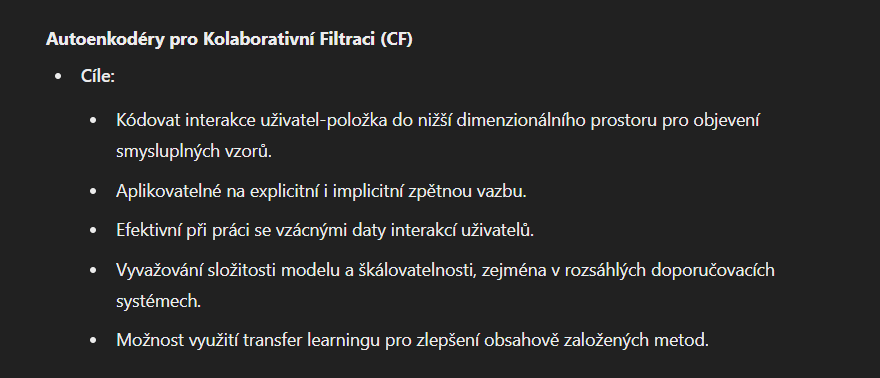 Autoenkodéry pro Kolaborativní Filtraci (CF)
• Cíle:
• Kódovat interakce uživatel-položka do nižší dimenzionálního prostoru pro objevení
smysluplných vzorů.
• Aplikovatelné na explicitní i implicitní zpětnou vazbu.
• Efektivní při práci se vzácnými daty interakcí uživatelů.
• Vyvažování složitosti modelu a škálovatelnosti, zejména v rozsáhlých doporučovacích
systémech.
• Možnost využití transfer learningu pro zlepšení obsahově založených metod.